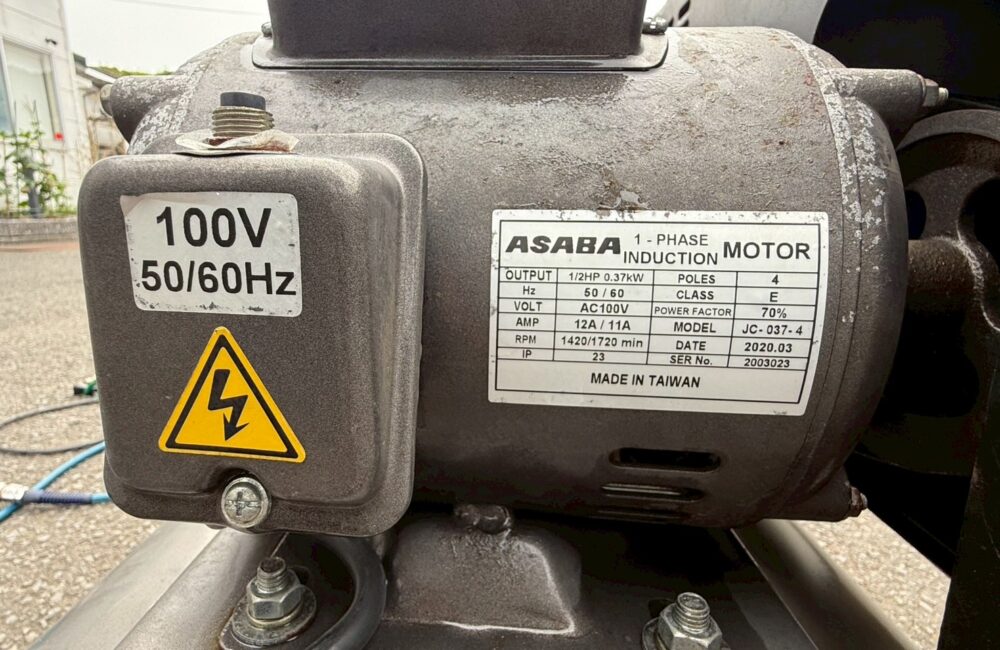 100V
50/60Hz
ASABA 1 - PHASE INDUCTION MOTOR
OUTPUT 1/2HP 0.37kW POLES 4
Hz 50 / 60 CLASS E
VOLT AC100V POWER FACTOR 70%
AMP 12A / 11A MODEL JC- 037- 4
RPM 1420/1720 min DATE 2020.03
IP 23 SER No. 2003023
MADE IN TAIWAN